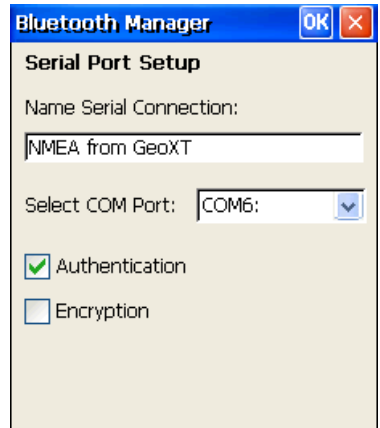 Bluetooth Manager OK
Serial Port Setup
Name Serial Connection:
NMEA from GeoXT
Select COM Port: COM6:
Authentication
Encryption